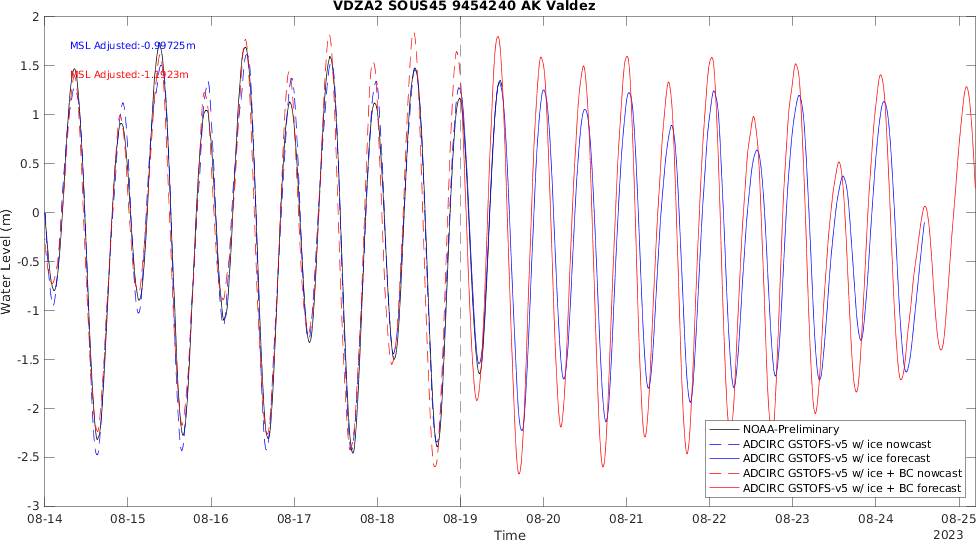 VDZA2 SOUS45 9454240 AK Valdez
MSL Adjusted:-0.99725m
MSL Adjusted:-1.1923m
Water Level (m)
2
1.5
1
0.5
0
-0.5
-1
-1.5
-2
-2.5
-3
NOAA-Preliminary
ADCIRC GSTOFS-v5 w/ ice nowcast
ADCIRC GSTOFS-v5 w/ ice forecast
ADCIRC GSTOFS-v5 w/ ice + BC nowcast
ADCIRC GSTOFS-v5 w/ ice + BC forecast
08-14 08-15 08-16 08-17 08-18 08-19 08-20 08-21 08-22 08-23 08-24 08-25
Time
2023